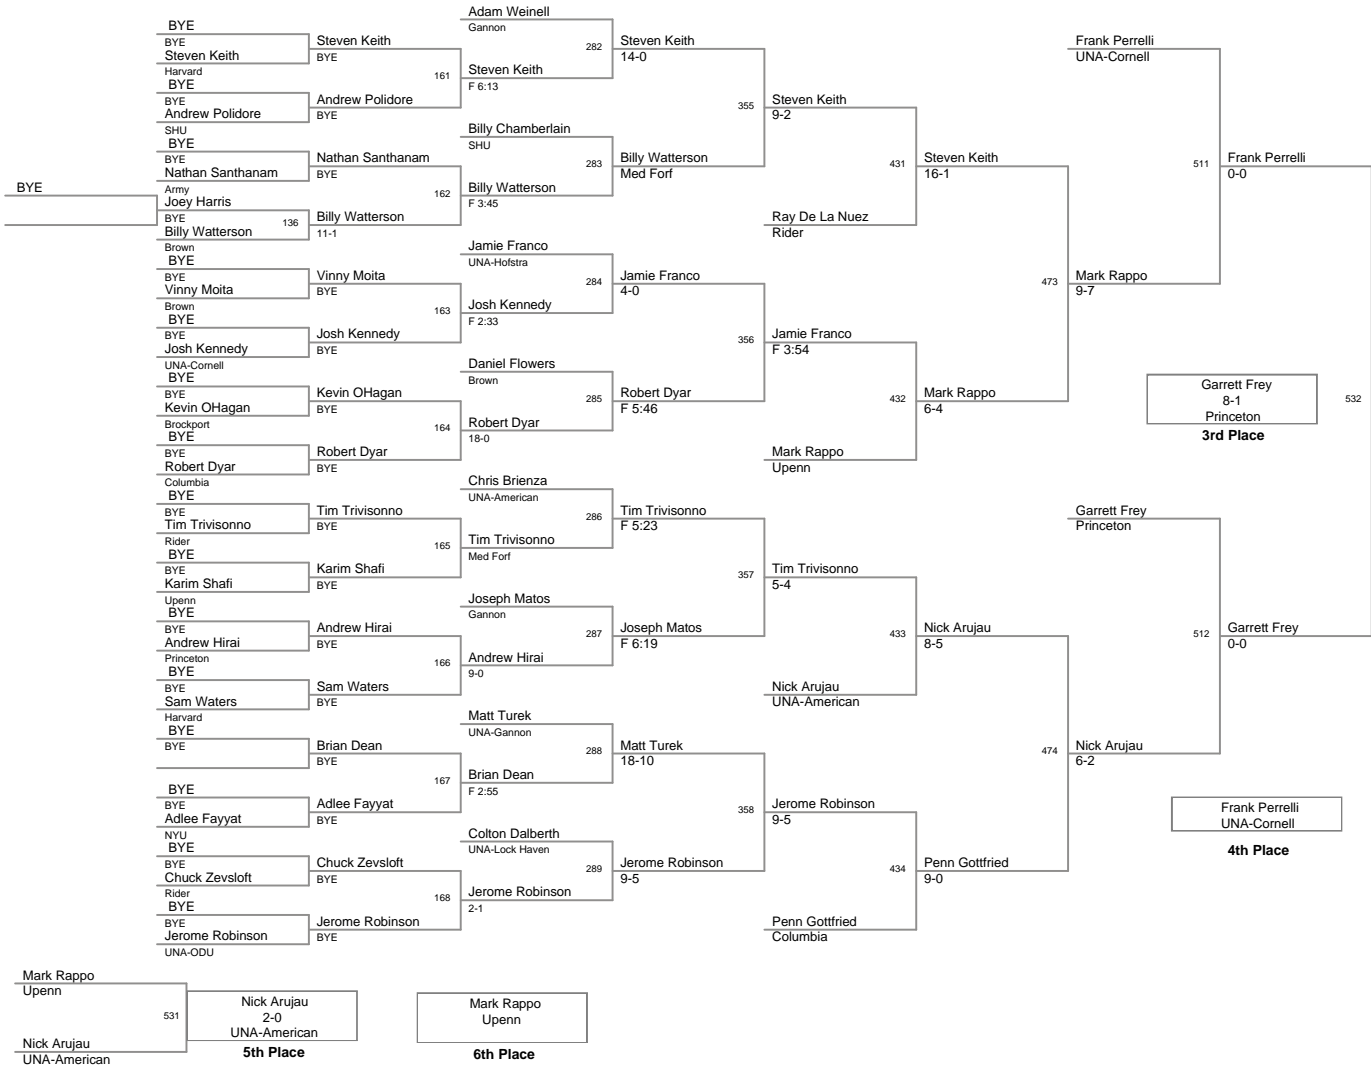 BYE
BYE
Steven Keith
Harvard
BYE
BYE
Andrew Polidore
SHU
BYE
BYE
Nathan Santhanam
Army
BYE
Joey Harris
BYE
136
Billy Watterson
Brown
BYE
BYE
Vinny Moita
Brown
BYE
BYE
Josh Kennedy
UNA-Cornell
BYE
BYE
Kevin OHagan
Brockport
BYE
BYE
Robert Dyar
Columbia
BYE
BYE
Tim Trivisonno
Rider
BYE
BYE
Karim Shafi
Upenn
BYE
BYE
Andrew Hirai
Princeton
BYE
BYE
Sam Waters
Harvard
BYE
BYE
BYE
BYE
Adlee Fayyat
NYU
BYE
BYE
Chuck Zevsloft
Rider
BYE
BYE
Jerome Robinson
UNA-ODU
Steven Keith
BYE
161
Andrew Polidore
BYE
Nathan Santhanam
BYE
162
Billy Watterson
11-1
Vinny Moita
BYE
163
Josh Kennedy
BYE
Kevin OHagan
BYE
164
Robert Dyar
BYE
Tim Trivisonno
BYE
165
Karim Shafi
BYE
Andrew Hirai
BYE
166
Sam Waters
BYE
Brian Dean
BYE
167
Adlee Fayyat
BYE
Chuck Zevsloft
BYE
168
Jerome Robinson
BYE
Adam Weinell
Gannon
282
Steven Keith
F 6:13
Billy Chamberlain
SHU
283
Billy Watterson
F 3:45
Jamie Franco
UNA-Hofstra
284
Josh Kennedy
F 2:33
Daniel Flowers
Brown
285
Robert Dyar
18-0
Chris Brienza
UNA-American
286
Tim Trivisonno
Med Forf
Joseph Matos
Gannon
287
Andrew Hirai
9-0
Matt Turek
UNA-Gannon
288
Brian Dean
F 2:55
Colton Dalberth
UNA-Lock Haven
289
Jerome Robinson
2-1
Steven Keith
14-0
355
Billy Watterson
Med Forf
Jamie Franco
4-0
356
Robert Dyar
F 5:46
Tim Trivisonno
F 5:23
357
Joseph Matos
F 6:19
Matt Turek
18-10
358
Jerome Robinson
9-5
Steven Keith
9-2
431
Ray De La Nuez
Rider
Jamie Franco
F 3:54
432
Mark Rappo
Upenn
Tim Trivisonno
5-4
433
Nick Arujau
UNA-American
Jerome Robinson
9-5
434
Penn Gottfried
Columbia
Steven Keith
16-1
473
Mark Rappo
6-4
Nick Arujau
8-5
474
Penn Gottfried
9-0
Frank Perrelli
UNA-Cornell
511
Mark Rappo
9-7
Garrett Frey
Princeton
512
Nick Arujau
6-2
Frank Perrelli
0-0
532
Garrett Frey
0-0
Garrett Frey
8-1
Princeton
3rd Place
Frank Perrelli
UNA-Cornell
4th Place
Mark Rappo
Upenn
531
Nick Arujau
UNA-American
Nick Arujau
2-0
UNA-American
5th Place
Mark Rappo
Upenn
6th Place